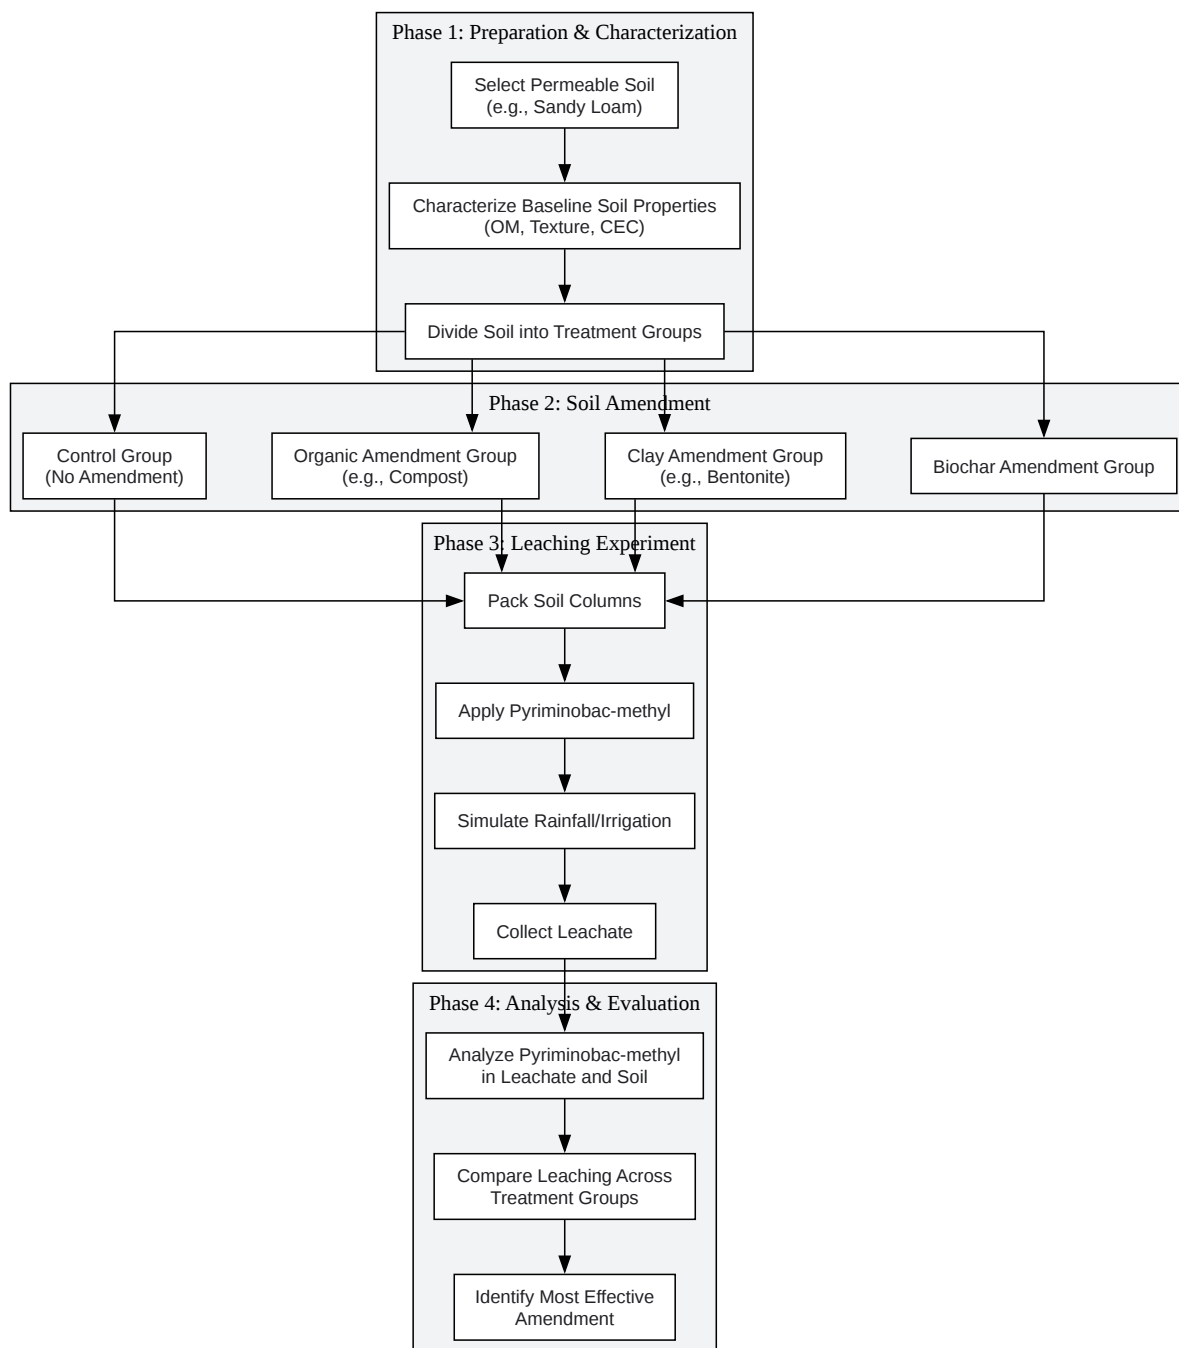 Phase 1: Preparation & Characterization
Select Permeable Soil
(e.g., Sandy Loam)
Characterize Baseline Soil Properties
(OM, Texture, CEC)
Divide Soil into Treatment Groups
Phase 2: Soil Amendment
Control Group
(No Amendment)
Organic Amendment Group
(e.g., Compost)
Clay Amendment Group
(e.g., Bentonite)
Biochar Amendment Group
Phase 3: Leaching Experiment
Pack Soil Columns
Apply Pyriminobac-methyl
Simulate Rainfall/Irrigation
Collect Leachate
Phase 4: Analysis & Evaluation
Analyze Pyriminobac-methyl
in Leachate and Soil
Compare Leaching Across
Treatment Groups
Identify Most Effective
Amendment